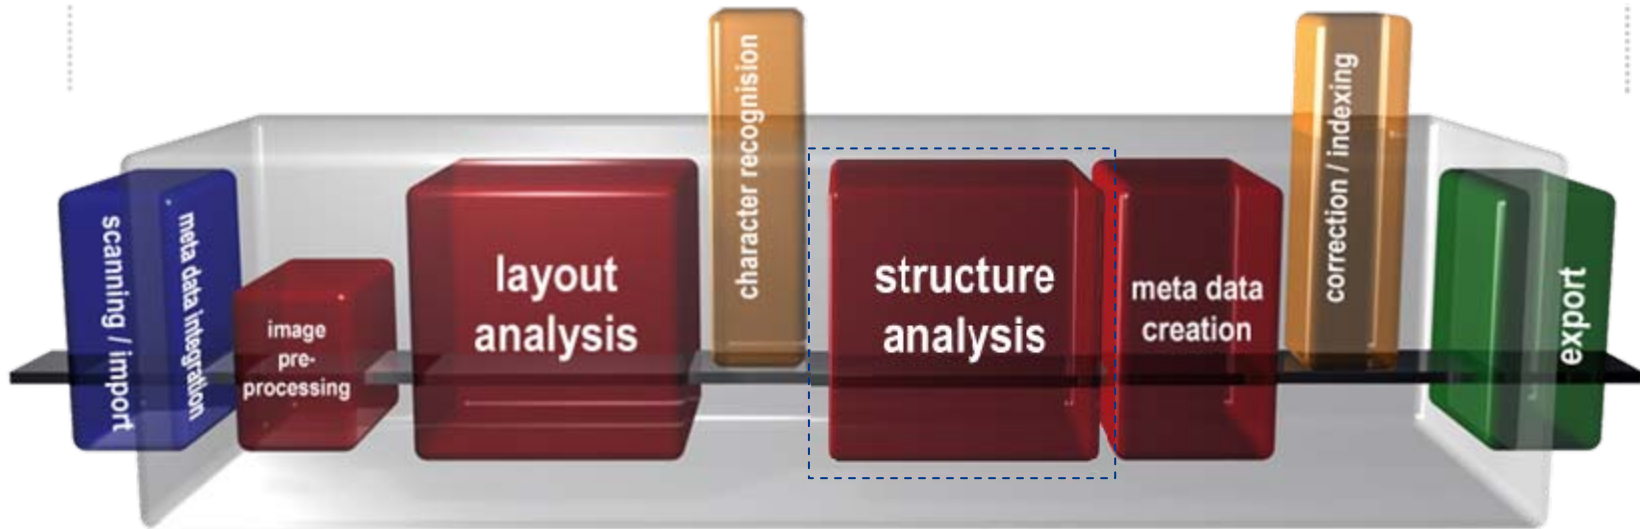 scanning / import
meta data integration
image
pre-
processing
layout
analysis
character recognision
structure
analysis
meta data
creation
correction / indexing
export